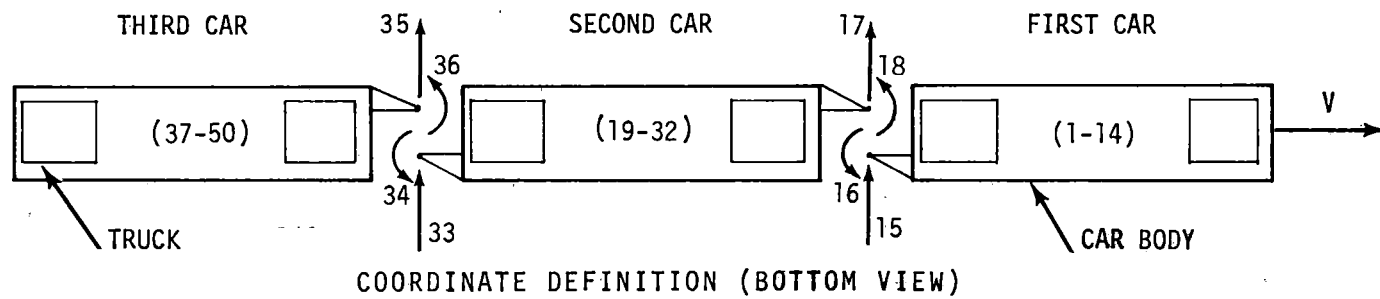 THIRD CAR 35 SECOND CAR 17 FIRST CAR
36 18
V
(37-50) (19-32) (1-14)
34 16
33 15
TRUCK CAR BODY
COORDINATE DEFINITION (BOTTOM VIEW)